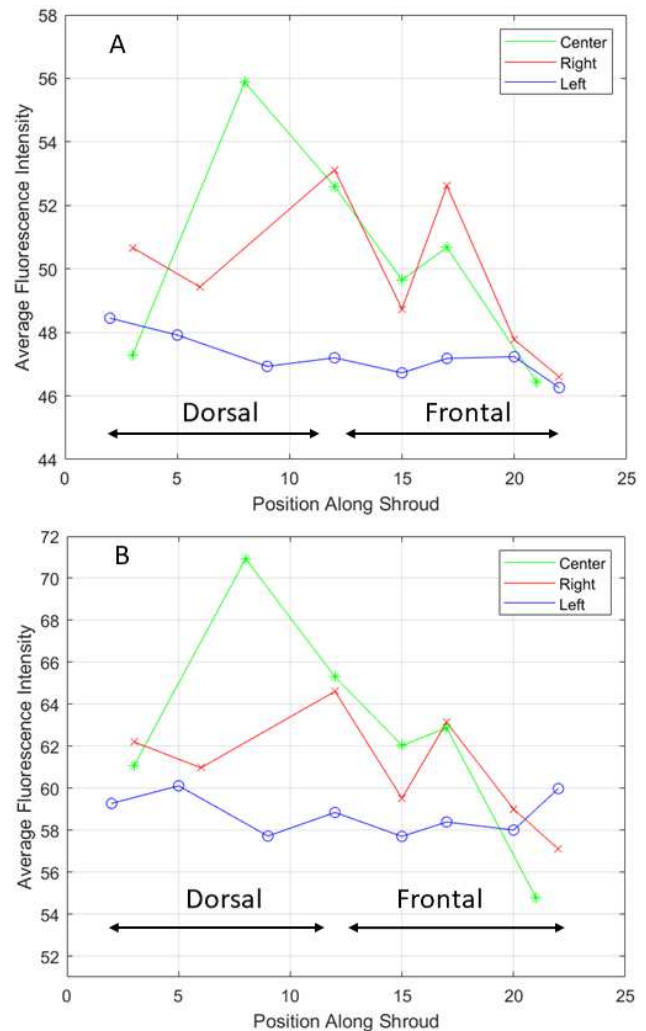 A
Center
Right
Left
58
56
54
52
50
48
46
44
Average Fluorescence Intensity
Dorsal
Frontal
0
5
10
15
20
25
Position Along Shroud
B
Center
Right
Left
72
70
68
66
64
62
60
58
56
54
52
Average Fluorescence Intensity
Dorsal
Frontal
0
5
10
15
20
25
Position Along Shroud